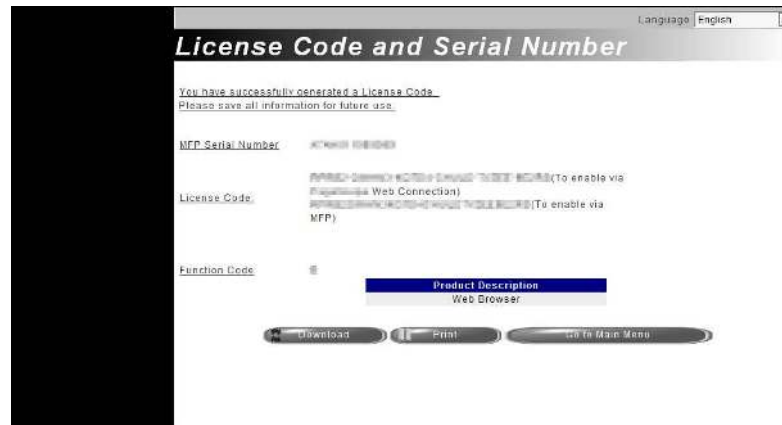 Language English
License Code and Serial Number
You have successfully generated a License Code.
Please save all information for future use.
MFP Serial Number
(To enable via
License Code: Web Connection)
(To enable via
MFP)
Function Code
Product Description
Web Browser
Download Print Go to Main Menu